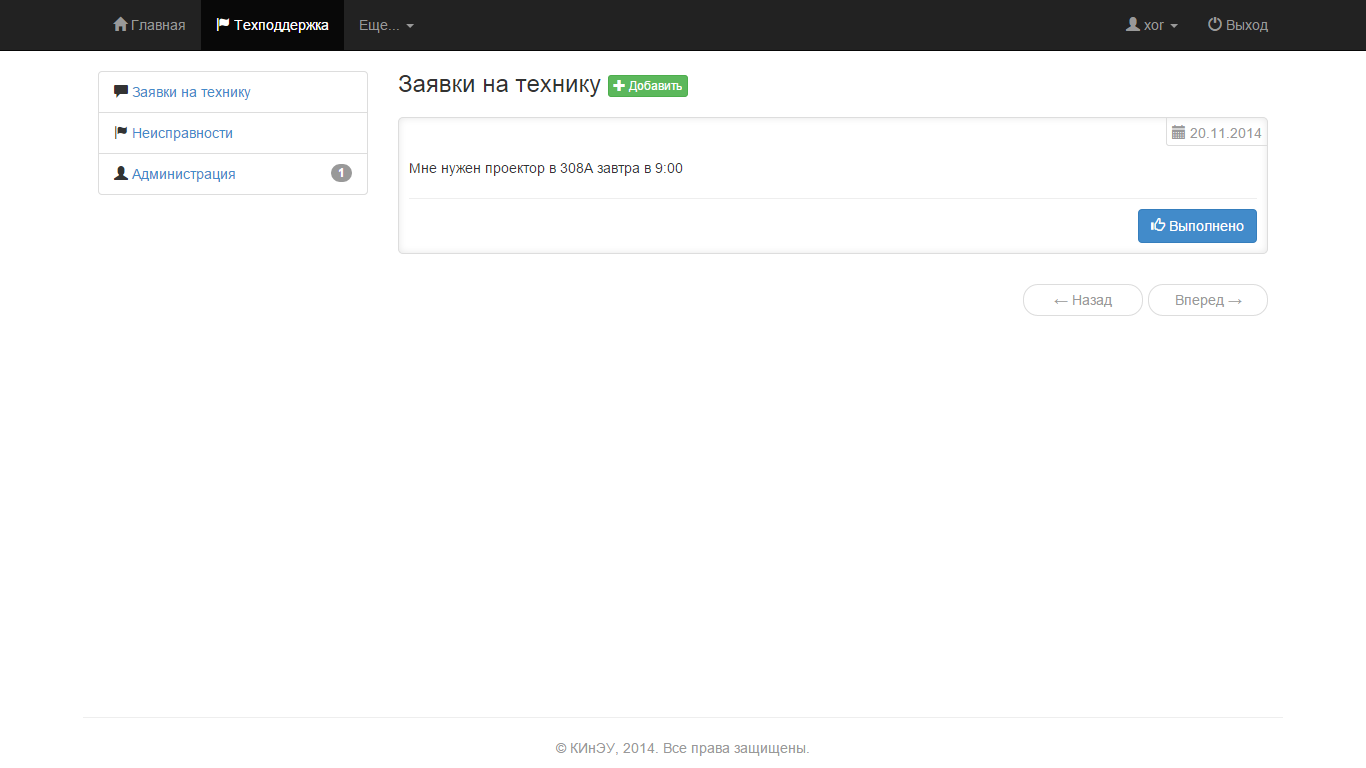 Главная Техподдержка Еще... xor Выход
Заявки на технику
Неисправности
Администрация 1
Заявки на технику Добавить
20.11.2014
Мне нужен проектор в 308А завтра в 9:00
Выполнено
← Назад Вперед →
© КИнЭУ, 2014. Все права защищены.